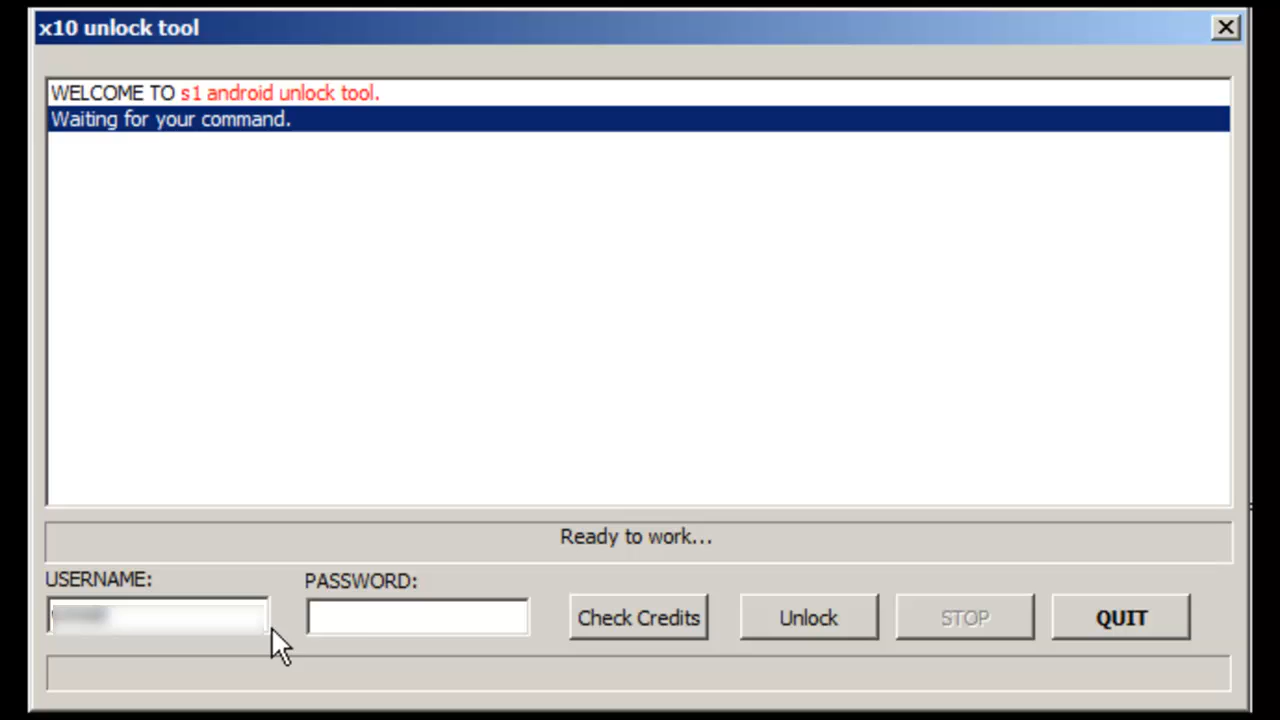 x10 unlock tool
WELCOME TO s1 android unlock tool.
Waiting for your command.
Ready to work...
USERNAME:
PASSWORD:
Check Credits
Unlock
STOP
QUIT